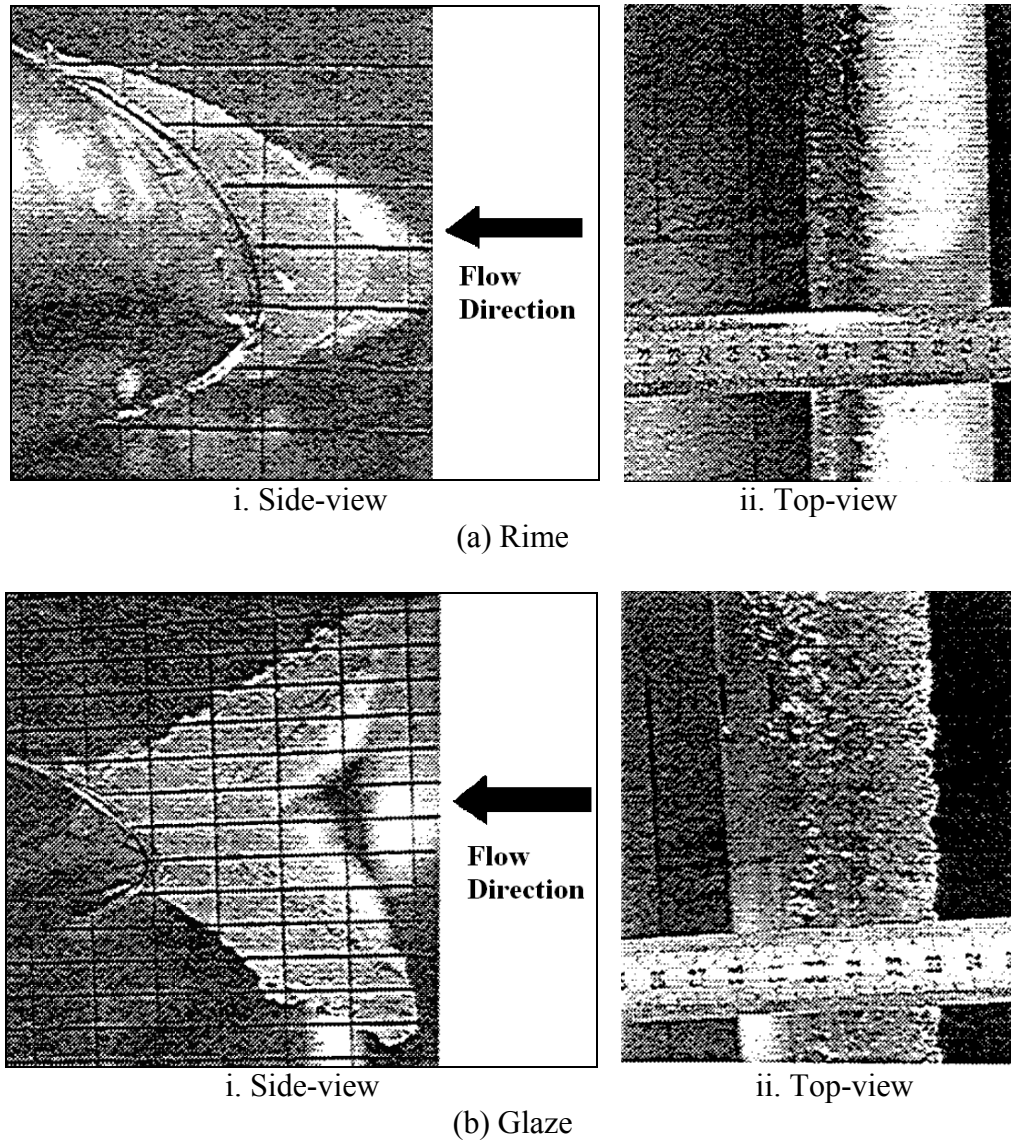 Flow
Direction
i. Side-view
ii. Top-view
(a) Rime
Flow
Direction
i. Side-view
ii. Top-view
(b) Glaze